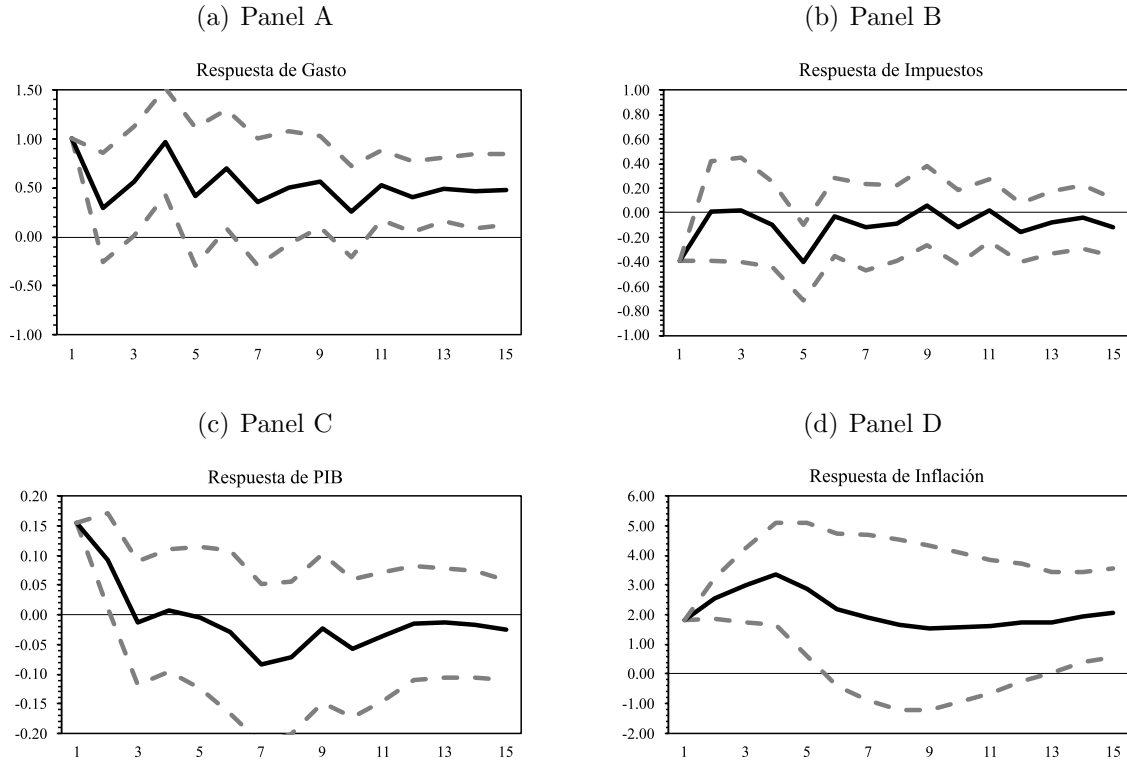 (a) Panel A
Respuesta de Gasto
1.50
1.00
0.50
0.00
-0.50
-1.00
1 3 5 7 9 11 13 15
(b) Panel B
Respuesta de Impuestos
1.00
0.80
0.60
0.40
0.20
0.00
-0.20
-0.40
-0.60
-0.80
-1.00
1 3 5 7 9 11 13 15
(c) Panel C
Respuesta de PIB
0.20
0.15
0.10
0.05
0.00
-0.05
-0.10
-0.15
-0.20
1 3 5 7 9 11 13 15
(d) Panel D
Respuesta de Inflación
6.00
5.00
4.00
3.00
2.00
1.00
0.00
-1.00
-2.00
1 3 5 7 9 11 13 15